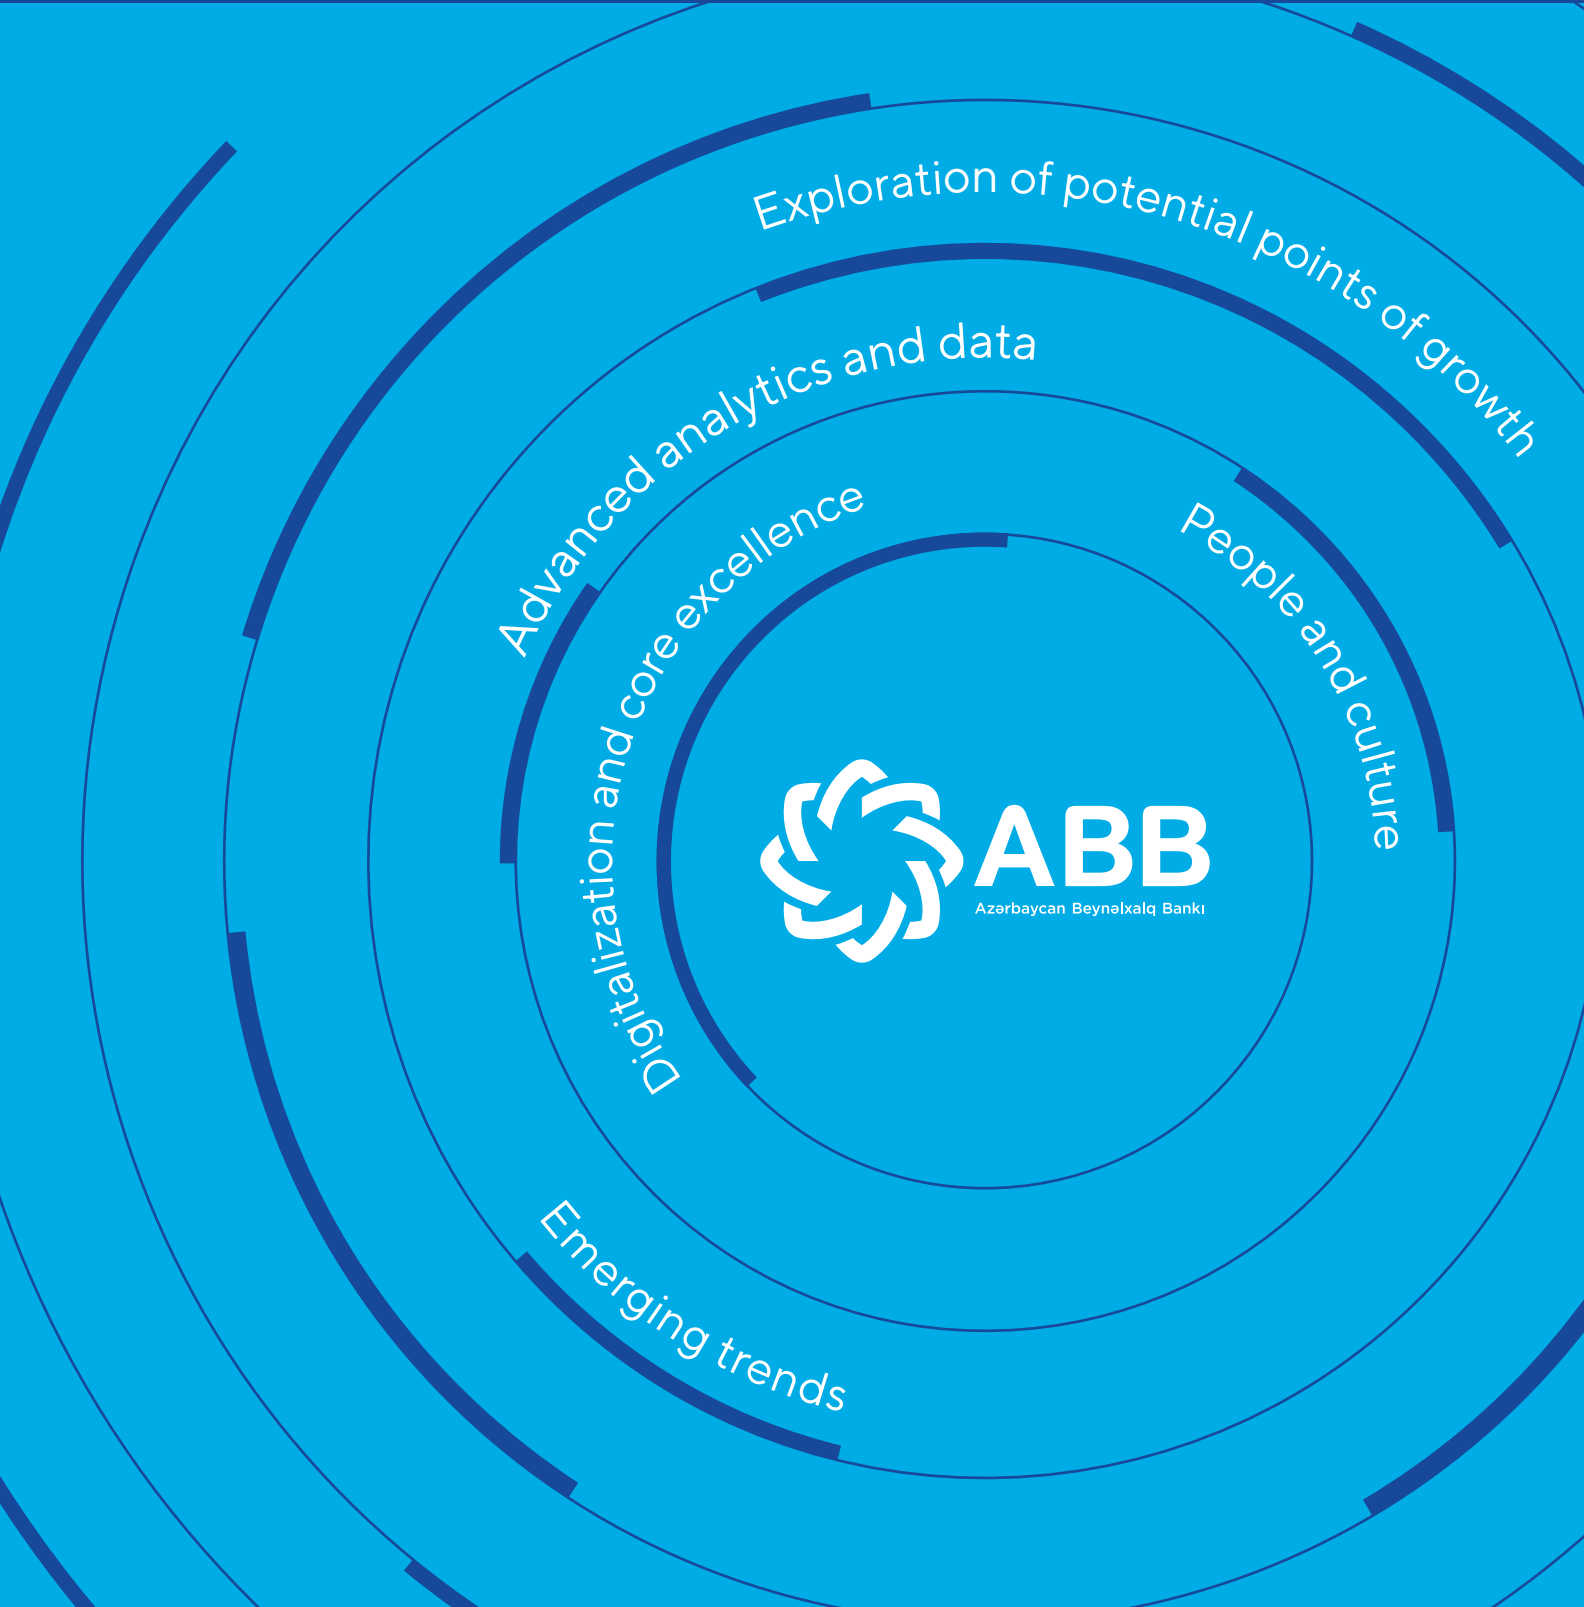 Exploration of potential points of growth
Advanced analytics and data
Digitalization and core excellence
People and culture
ABB
Azərbaycan Beynəlxalq Bankı
Emerging trends